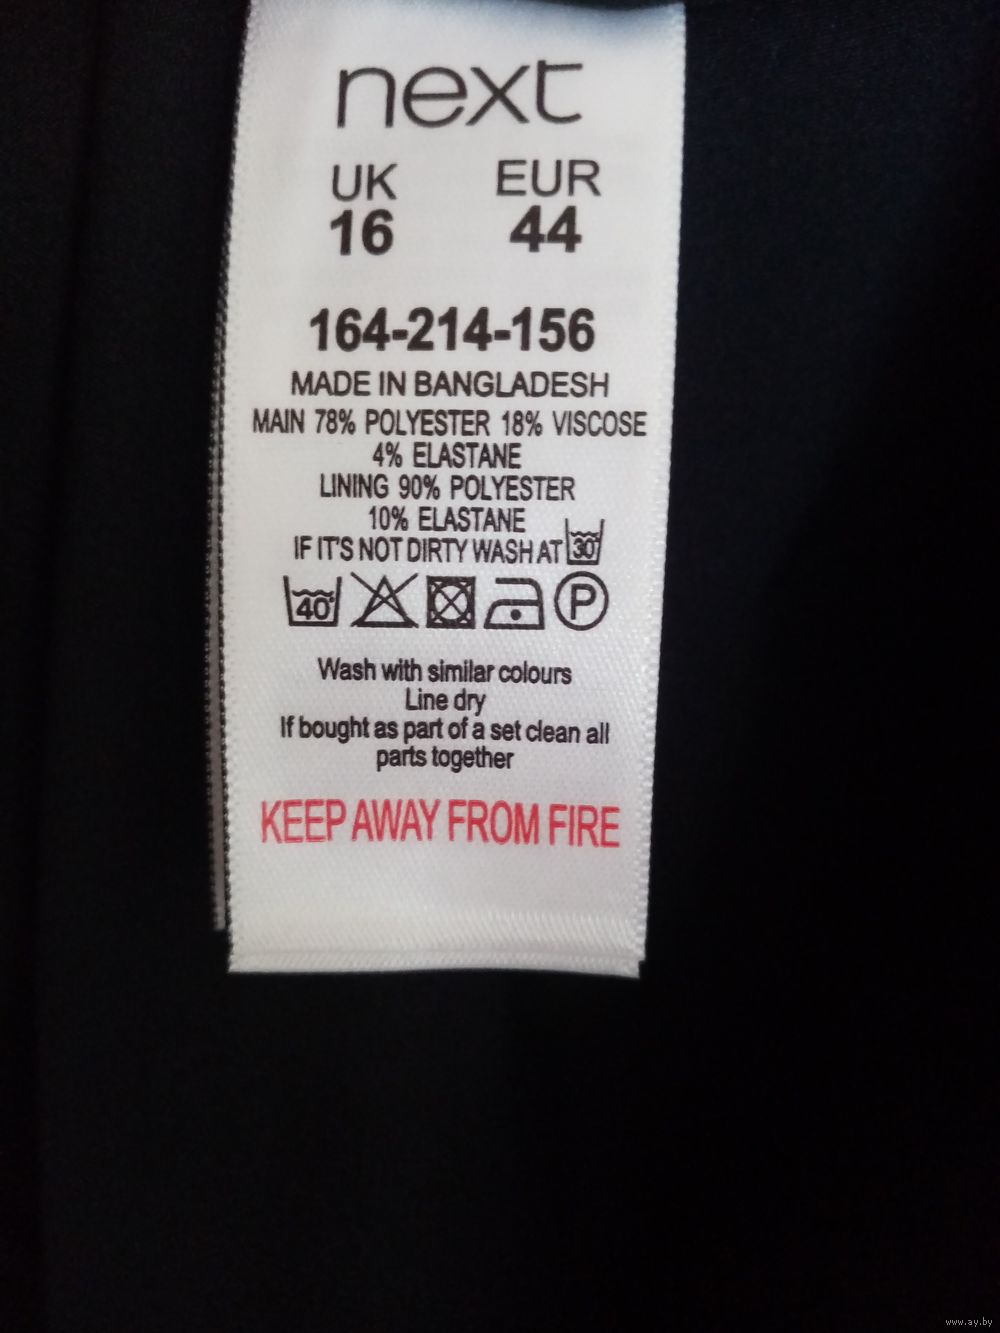 next
UK EUR
16 44
164-214-156
MADE IN BANGLADESH
MAIN 78% POLYESTER 18% VISCOSE
4% ELASTANE
LINING 90% POLYESTER
10% ELASTANE
IF IT'S NOT DIRTY WASH AT 30°
40° P
Wash with similar colours
Line dry
If bought as part of a set clean all
parts together
KEEP AWAY FROM FIRE
www.ay.by